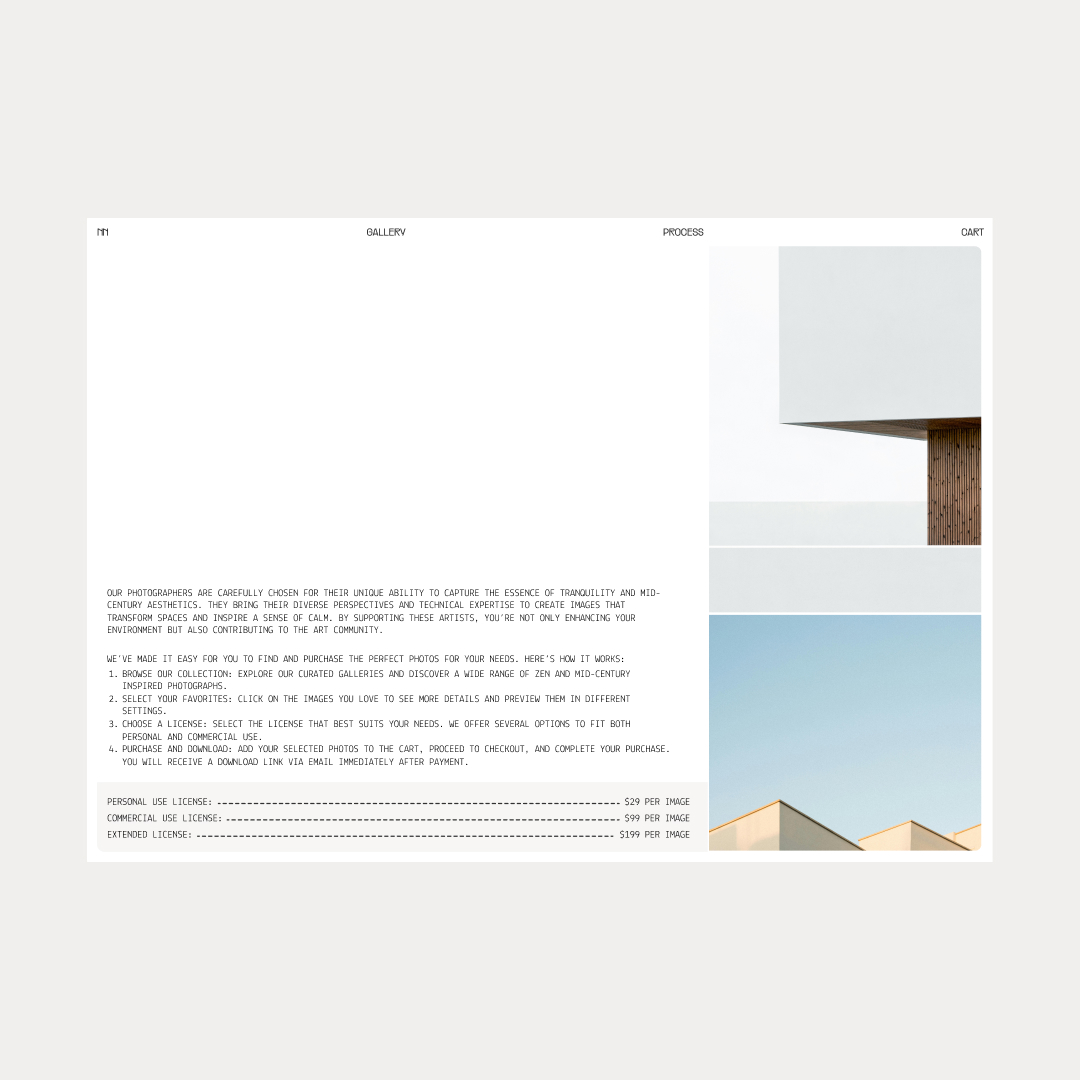 NN
GALLERY
PROCESS
CART
OUR PHOTOGRAPHERS ARE CAREFULLY CHOSEN FOR THEIR UNIQUE ABILITY TO CAPTURE THE ESSENCE OF TRANQUILITY AND MID-
CENTURY AESTHETICS. THEY BRING THEIR DIVERSE PERSPECTIVES AND TECHNICAL EXPERTISE TO CREATE IMAGES THAT
TRANSFORM SPACES AND INSPIRE A SENSE OF CALM. BY SUPPORTING THESE ARTISTS, YOU'RE NOT ONLY ENHANCING YOUR
ENVIRONMENT BUT ALSO CONTRIBUTING TO THE ART COMMUNITY.
WE'VE MADE IT EASY FOR YOU TO FIND AND PURCHASE THE PERFECT PHOTOS FOR YOUR NEEDS. HERE'S HOW IT WORKS:
1. BROWSE OUR COLLECTION: EXPLORE OUR CURATED GALLERIES AND DISCOVER A WIDE RANGE OF ZEN AND MID-CENTURY
INSPIRED PHOTOGRAPHS.
2. SELECT YOUR FAVORITES: CLICK ON THE IMAGES YOU LOVE TO SEE MORE DETAILS AND PREVIEW THEM IN DIFFERENT
SETTINGS.
3. CHOOSE A LICENSE: SELECT THE LICENSE THAT BEST SUITS YOUR NEEDS. WE OFFER SEVERAL OPTIONS TO FIT BOTH
PERSONAL AND COMMERCIAL USE.
4. PURCHASE AND DOWNLOAD: ADD YOUR SELECTED PHOTOS TO THE CART, PROCEED TO CHECKOUT, AND COMPLETE YOUR PURCHASE.
YOU WILL RECEIVE A DOWNLOAD LINK VIA EMAIL IMMEDIATELY AFTER PAYMENT.
PERSONAL USE LICENSE: $29 PER IMAGE
COMMERCIAL USE LICENSE: $99 PER IMAGE
EXTENDED LICENSE: $199 PER IMAGE